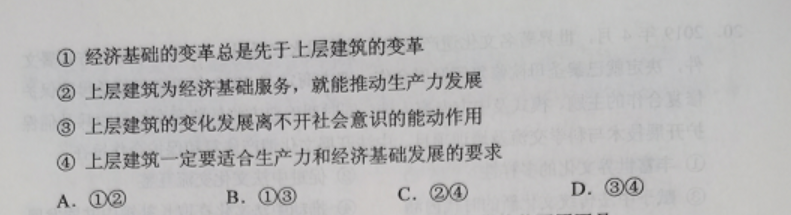 ① 经济基础的变革总是先于上层建筑的变革
② 上层建筑为经济基础服务，就能推动生产力发展
③ 上层建筑的变化发展离不开社会意识的能动作用
④ 上层建筑一定要适合生产力和经济基础发展的要求
A. ①② B. ①③ C. ②④ D. ③④